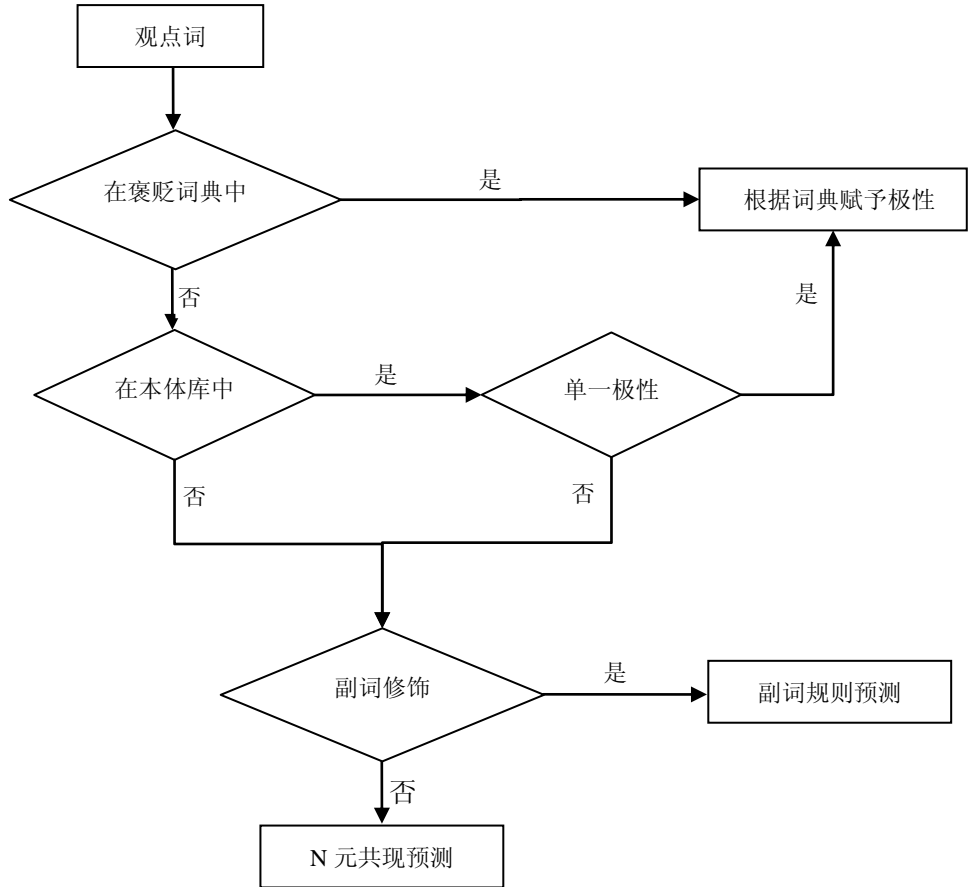 观点词
在褒贬词典中
是
根据词典赋予极性
否
是
在本体库中
是
单一极性
否
否
副词修饰
是
副词规则预测
否
N 元共现预测